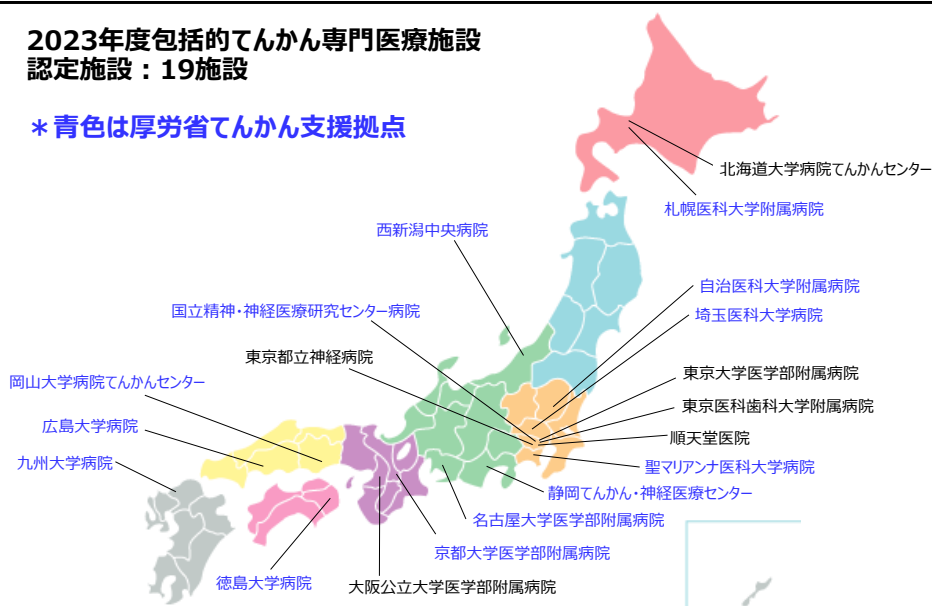 2023年度包括的てんかん専門医療施設
認定施設：19施設
＊青色は厚労省てんかん支援拠点
北海道大学病院てんかんセンター
札幌医科大学附属病院
西新潟中央病院
自治医科大学附属病院
国立精神・神経医療研究センター病院
埼玉医科大学病院
東京都立神経病院
東京大学医学部附属病院
岡山大学病院てんかんセンター
東京医科歯科大学附属病院
広島大学病院
順天堂医院
九州大学病院
聖マリアンナ医科大学病院
静岡てんかん・神経医療センター
名古屋大学医学部附属病院
京都大学医学部附属病院
徳島大学病院
大阪公立大学医学部附属病院